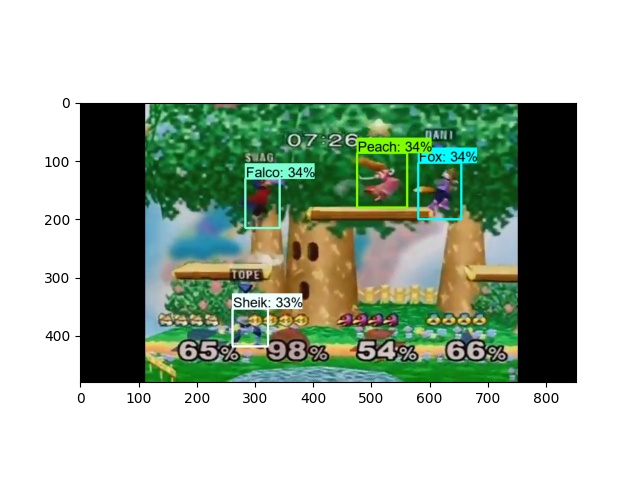 0
100
200
300
400
07:26
DANI
Peach: 34%
Fox: 34%
SWAG
Falco: 34%
TOPE
Sheik: 33%
65% 98% 54% 66%
0 100 200 300 400 500 600 700 800